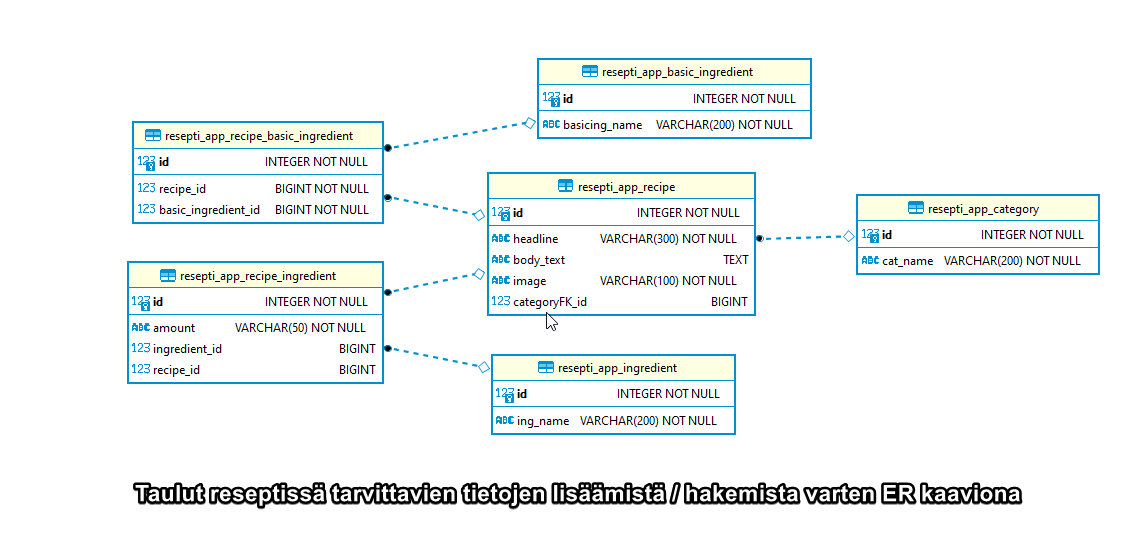 resepti_app_basic_ingredient
123 id INTEGER NOT NULL
ABC basicing_name VARCHAR(200) NOT NULL
resepti_app_recipe_basic_ingredient
123 id INTEGER NOT NULL
123 recipe_id BIGINT NOT NULL
123 basic_ingredient_id BIGINT NOT NULL
resepti_app_recipe
123 id INTEGER NOT NULL
ABC headline VARCHAR(300) NOT NULL
ABC body_text TEXT
ABC image VARCHAR(100) NOT NULL
123 categoryFK_id BIGINT
resepti_app_category
123 id INTEGER NOT NULL
ABC cat_name VARCHAR(200) NOT NULL
resepti_app_recipe_ingredient
123 id INTEGER NOT NULL
ABC amount VARCHAR(50) NOT NULL
123 ingredient_id BIGINT
123 recipe_id BIGINT
resepti_app_ingredient
123 id INTEGER NOT NULL
ABC ing_name VARCHAR(200) NOT NULL
Taulut reseptissä tarvittavien tietojen lisäämistä / hakemista varten ER kaaviona